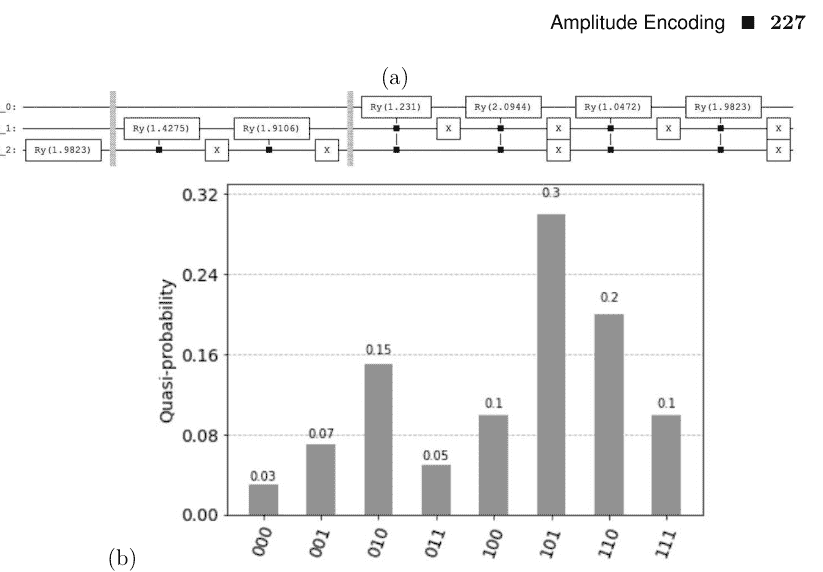 Amplitude Encoding ■ 227
(a)
_0: Ry(1.231) Ry(2.0944) Ry(1.0472) Ry(1.9823)
_1: Ry(1.4275) Ry(1.9106) X X X X
_2: Ry(1.9823) X X X X
0.32
0.24
0.16
0.08
0.00
Quasi-probability
0.03 0.07 0.15 0.05 0.1 0.3 0.2 0.1
000 001 010 011 100 101 110 111
(b)